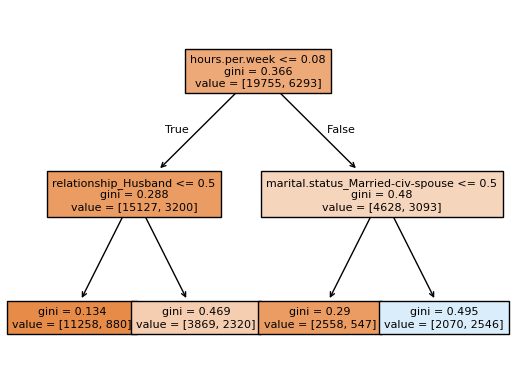 hours.per.week <= 0.08
gini = 0.366
value = [19755, 6293]
True
False
relationship_Husband <= 0.5
gini = 0.288
value = [15127, 3200]
marital.status_Married-civ-spouse <= 0.5
gini = 0.48
value = [4628, 3093]
gini = 0.134
value = [11258, 880]
gini = 0.469
value = [3869, 2320]
gini = 0.29
value = [2558, 547]
gini = 0.495
value = [2070, 2546]